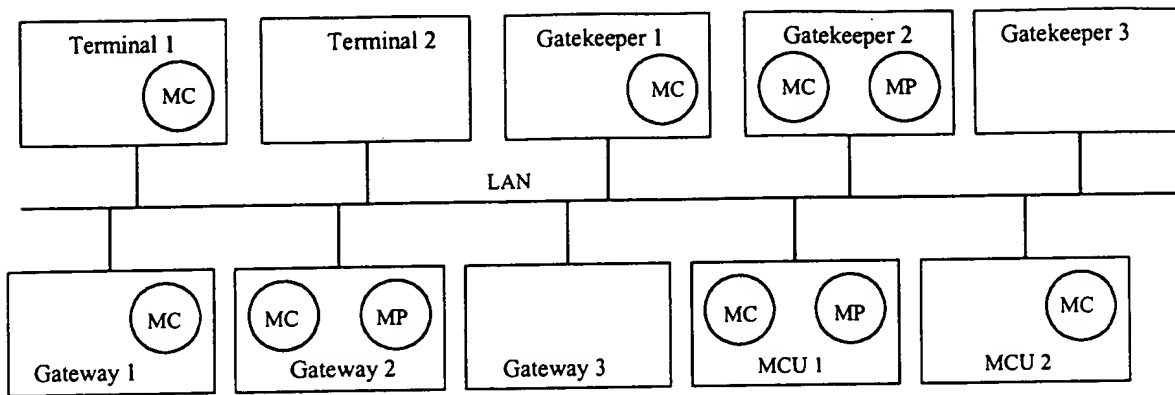 Terminal 1
MC
Terminal 2
Gatekeeper 1
MC
Gatekeeper 2
MC MP
Gatekeeper 3
LAN
MC
Gateway 1
MC MP
Gateway 2
Gateway 3
MC MP
MCU 1
MC
MCU 2